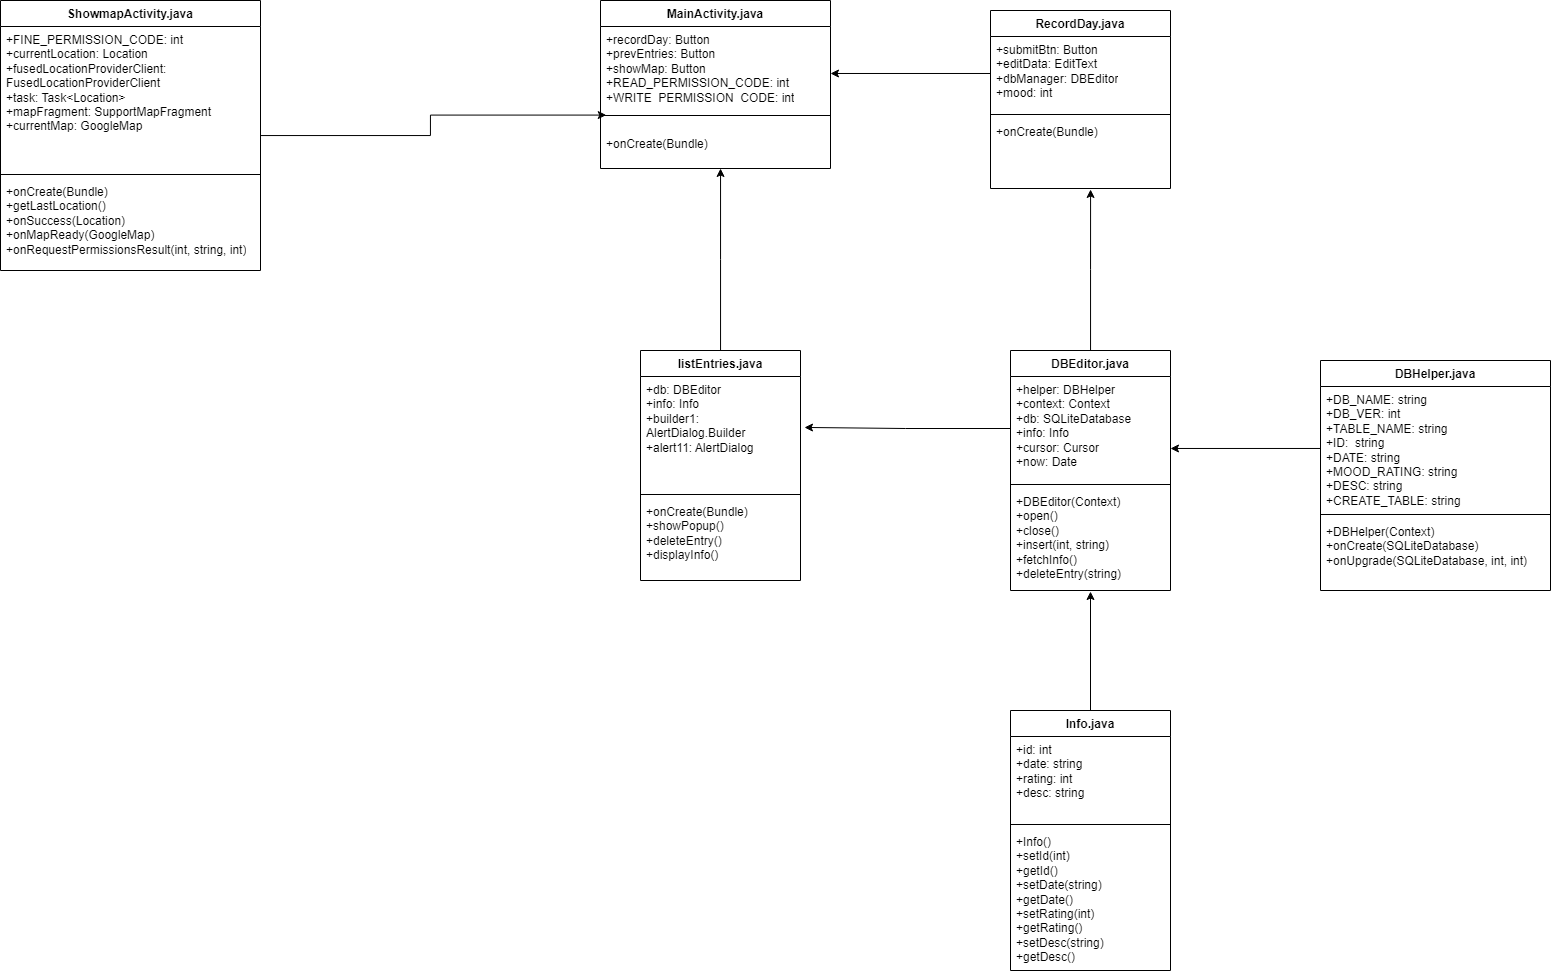 ShowmapActivity.java
+FINE_PERMISSION_CODE: int
+currentLocation: Location
+fusedLocationProviderClient:
FusedLocationProviderClient
+task: Task<Location>
+mapFragment: SupportMapFragment
+currentMap: GoogleMap
+onCreate(Bundle)
+getLastLocation()
+onSuccess(Location)
+onMapReady(GoogleMap)
+onRequestPermissionsResult(int, string, int)
MainActivity.java
+recordDay: Button
+prevEntries: Button
+showMap: Button
+READ_PERMISSION_CODE: int
+WRITE_PERMISSION_CODE: int
+onCreate(Bundle)
RecordDay.java
+submitBtn: Button
+editData: EditText
+dbManager: DBEditor
+mood: int
+onCreate(Bundle)
listEntries.java
+db: DBEditor
+info: Info
+builder1:
AlertDialog.Builder
+alert11: AlertDialog
+onCreate(Bundle)
+showPopup()
+deleteEntry()
+displayInfo()
DBEditor.java
+helper: DBHelper
+context: Context
+db: SQLiteDatabase
+info: Info
+cursor: Cursor
+now: Date
+DBEditor(Context)
+open()
+close()
+insert(int, string)
+fetchInfo()
+deleteEntry(string)
DBHelper.java
+DB_NAME: string
+DB_VER: int
+TABLE_NAME: string
+ID:  string
+DATE: string
+MOOD_RATING: string
+DESC: string
+CREATE_TABLE: string
+DBHelper(Context)
+onCreate(SQLiteDatabase)
+onUpgrade(SQLiteDatabase, int, int)
Info.java
+id: int
+date: string
+rating: int
+desc: string
+Info()
+setId(int)
+getId()
+setDate(string)
+getDate()
+setRating(int)
+getRating()
+setDesc(string)
+getDesc()